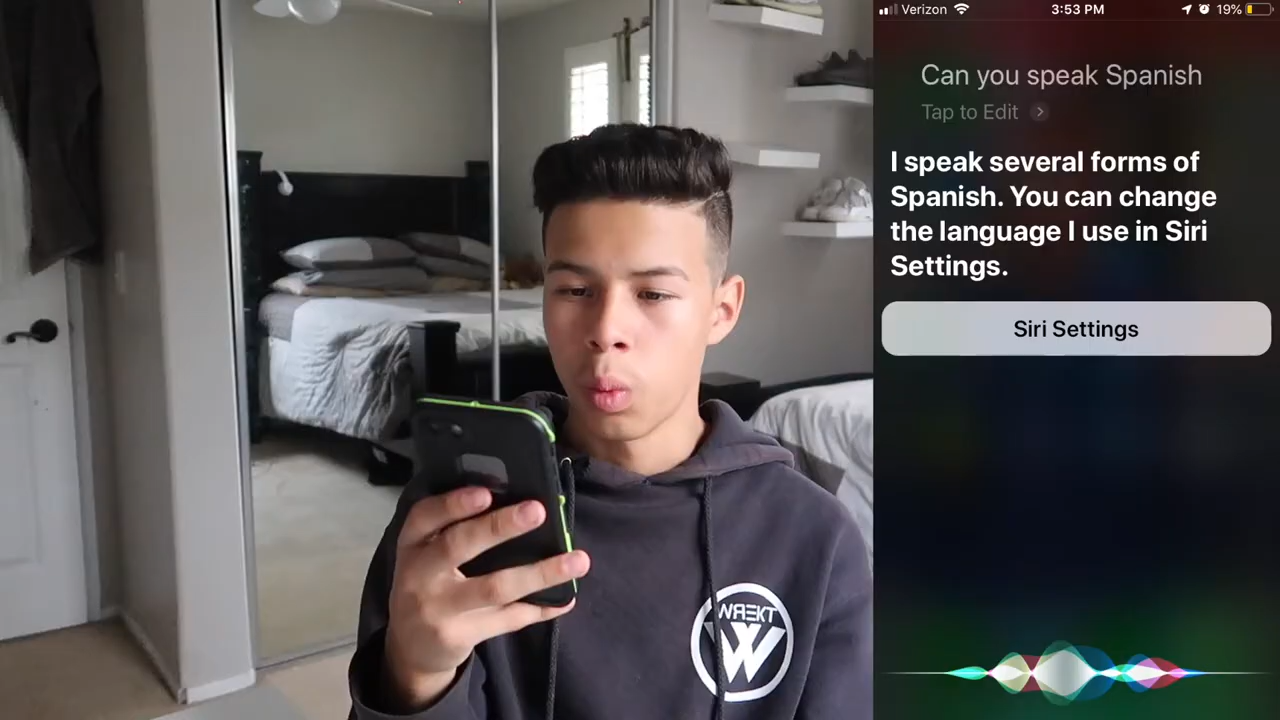 Verizon 3:53 PM 19%
Can you speak Spanish
Tap to Edit
I speak several forms of
Spanish. You can change
the language I use in Siri
Settings.
Siri Settings
WREKT
W